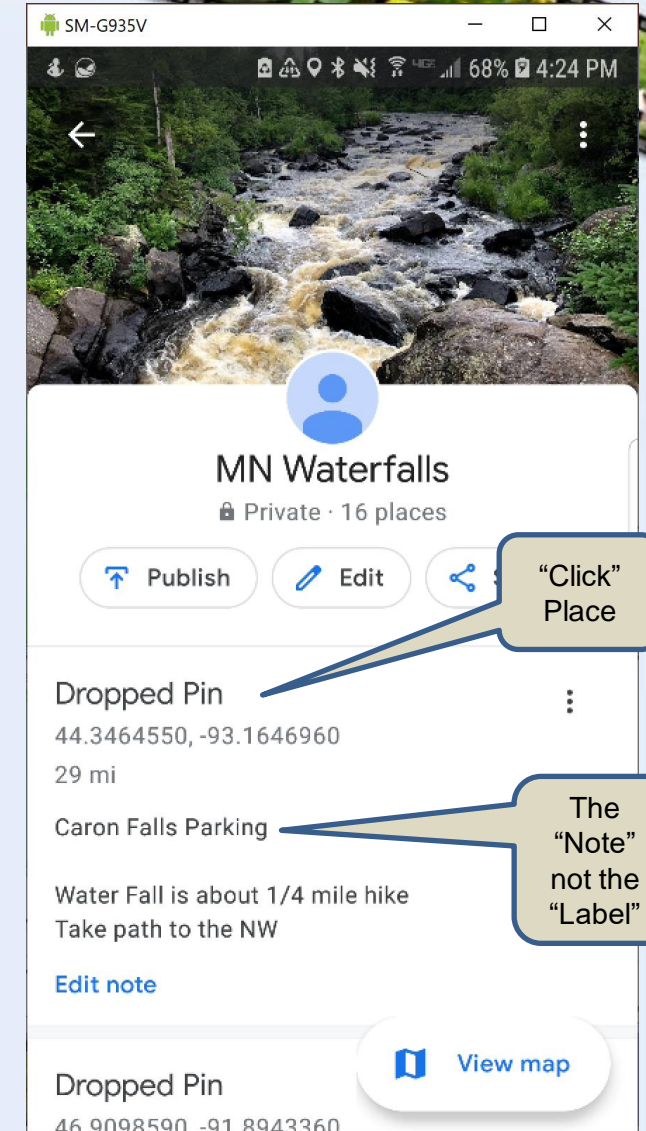 SM-G935V
68% 4:24 PM
MN Waterfalls
Private · 16 places
Publish
Edit
"Click"
Place
Dropped Pin
44.3464550, -93.1646960
29 mi
Caron Falls Parking
The
"Note"
not the
"Label"
Water Fall is about 1/4 mile hike
Take path to the NW
Edit note
View map
Dropped Pin
46.9098590, -91.8943360